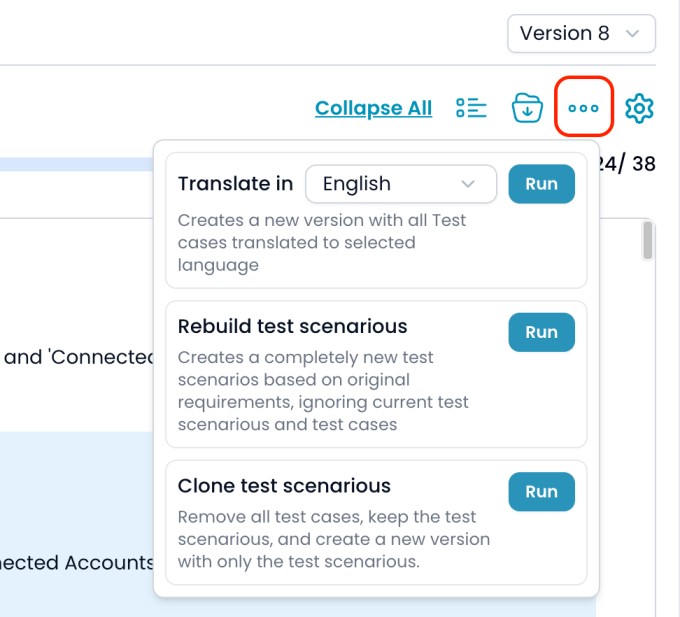 Version 8
Collapse All
24/ 38
Translate in English Run
Creates a new version with all Test
cases translated to selected
language
and 'Connected
Rebuild test scenarious Run
Creates a completely new test
scenarios based on original
requirements, ignoring current test
scenarious and test cases
Clone test scenarious Run
Remove all test cases, keep the test
scenarious, and create a new version
with only the test scenarious.
nected Accounts